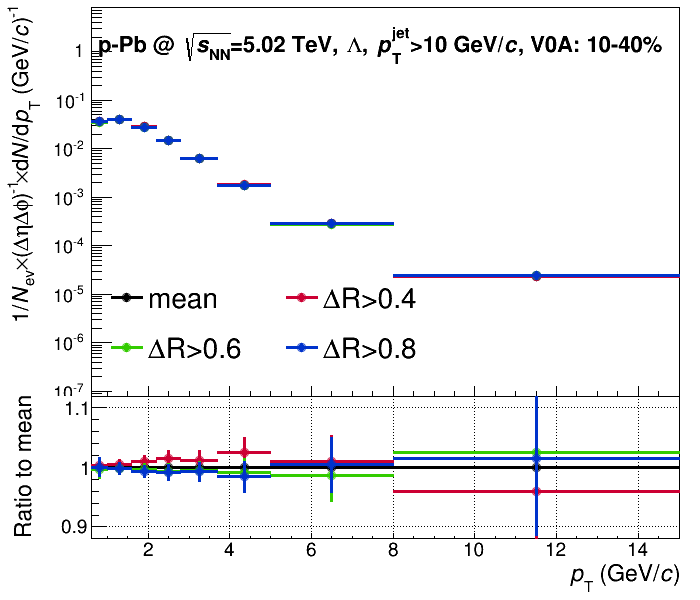 p-Pb @ √sNN=5.02 TeV, Λ, pTjet>10 GeV/c, V0A: 10-40%
1/Nev×(ΔηΔφ)-1×dN/dpT (GeV/c)-1
1
10-1
10-2
10-3
10-4
10-5
10-6
10-7
mean
ΔR>0.4
ΔR>0.6
ΔR>0.8
Ratio to mean
1.1
1
0.9
2 4 6 8 10 12 14
pT (GeV/c)